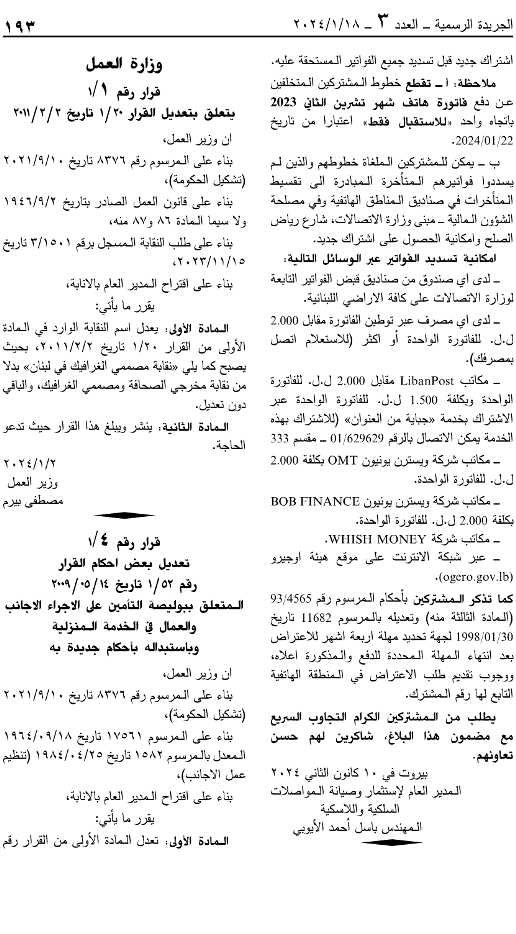 الجريدة الرسمية ــ العدد ٣ ــ ٢٠٢٤/١/١٨
١٩٣
اشتراك جديد قبل تسديد جميع الفواتير المستحقة عليه.
ملاحظة: أ ــ تقطع خطوط المشتركين المتخلفين
عن دفع فاتورة هاتف شهر تشرين الثاني 2023
باتجاه واحد «للاستقبال فقط» اعتبارا من تاريخ
2024/01/22.
ب ــ يمكن للمشتركين الملغاة خطوطهم والذين لم
يسددوا فواتيرهم المتأخرة المبادرة الى تقسيط
المتأخرات في صناديق المناطق الهاتفية وفي مصلحة
الشؤون المالية ــ مبنى وزارة الاتصالات، شارع رياض
الصلح وامكانية الحصول على اشتراك جديد.
امكانية تسديد الفواتير عبر الوسائل التالية:
ــ لدى اي صندوق من صناديق قبض الفواتير التابعة
لوزارة الاتصالات على كافة الاراضي اللبنانية.
ــ لدى اي مصرف عبر توطين الفاتورة مقابل 2.000
ل.ل. للفاتورة الواحدة أو اكثر (للاستعلام اتصل
بمصرفك).
ــ مكاتب LibanPost مقابل 2.000 ل.ل. للفاتورة
الواحدة وبكلفة 1.500 ل.ل. للفاتورة الواحدة عبر
الاشتراك بخدمة «جباية من العنوان» (للاشتراك بهذه
الخدمة يمكن الاتصال بالرقم 01/629629 ــ مقسم 333
ــ مكاتب شركة ويسترن يونيون OMT بكلفة 2.000
ل.ل. للفاتورة الواحدة.
ــ مكاتب شركة ويسترن يونيون BOB FINANCE
بكلفة 2.000 ل.ل. للفاتورة الواحدة.
ــ مكاتب شركة WHISH MONEY.
ــ عبر شبكة الانترنت على موقع هيئة اوجيرو
(ogero.gov.lb).
كما تذكر المشتركين بأحكام المرسوم رقم 93/4565
(المادة الثالثة منه) وتعديله بالمرسوم 11682 تاريخ
1998/01/30 لجهة تحديد مهلة اربعة اشهر للاعتراض
بعد انتهاء المهلة المحددة للدفع والمذكورة اعلاه،
ووجوب تقديم طلب الاعتراض في المنطقة الهاتفية
التابع لها رقم المشترك.
يطلب من المشتركين الكرام التجاوب السريع
مع مضمون هذا البلاغ، شاكرين لهم حسن
تعاونهم.
بيروت في ١٠ كانون الثاني ٢٠٢٤
المدير العام لإستثمار وصيانة المواصلات
السلكية واللاسكية
المهندس باسل أحمد الأيوبي
وزارة العمل
قرار رقم ١/١
يتعلق بتعديل القرار ١/٢٠ تاريخ ٢٠١١/٢/٢
ان وزير العمل،
بناء على المرسوم رقم ٨٣٧٦ تاريخ ٢٠٢١/٩/١٠
(تشكيل الحكومة)،
بناء على قانون العمل الصادر بتاريخ ١٩٤٦/٩/٢
ولا سيما المادة ٨٦ و٨٧ منه،
بناء على طلب النقابة المسجل برقم ٣/١٥٠١ تاريخ
٢٠٢٣/١١/١٥،
بناء على اقتراح المدير العام بالانابة،
يقرر ما يأتي:
المادة الأولى: يعدل اسم النقابة الوارد في المادة
الأولى من القرار ١/٢٠ تاريخ ٢٠١١/٢/٢، بحيث
يصبح كما يلي «نقابة مصممي الغرافيك في لبنان» بدلا
من نقابة مخرجي الصحافة ومصممي الغرافيك، والباقي
دون تعديل.
المادة الثانية: ينشر ويبلغ هذا القرار حيث تدعو
الحاجة.
٢٠٢٤/١/٢
وزير العمل
مصطفى بيرم
قرار رقم ١/٤
تعديل بعض احكام القرار
رقم ١/٥٢ تاريخ ٢٠٠٩/٠٥/١٤
المتعلق ببوليصة التأمين على الاجراء الاجانب
والعمال في الخدمة المنزلية
وباستبداله بأحكام جديدة به
ان وزير العمل،
بناء على المرسوم رقم ٨٣٧٦ تاريخ ٢٠٢١/٩/١٠
(تشكيل الحكومة)،
بناء على المرسوم ١٧٥٦١ تاريخ ١٩٦٤/٠٩/١٨
المعدل بالمرسوم ١٥٨٢ تاريخ ١٩٨٤/٠٤/٢٥ (تنظيم
عمل الاجانب)،
بناء على اقتراح المدير العام بالانابة،
يقرر ما يأتي:
المادة الأولى: تعدل المادة الأولى من القرار رقم